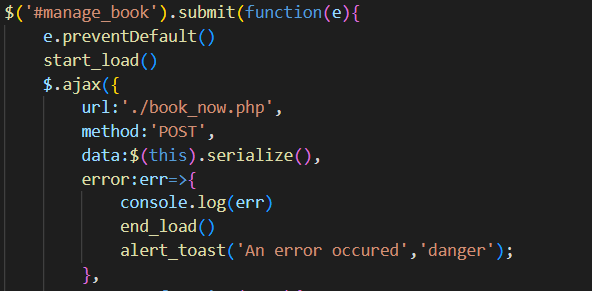 $('#manage_book').submit(function(e){
e.preventDefault()
start_load()
$.ajax({
url:'./book_now.php',
method:'POST',
data:$(this).serialize(),
error:err=>{
console.log(err)
end_load()
alert_toast('An error occured','danger');
},